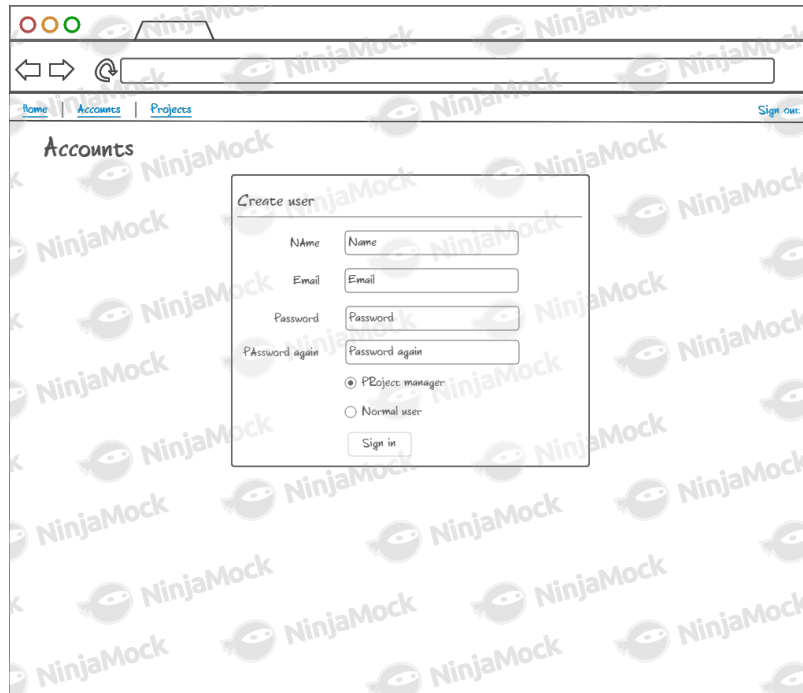 Home | Accounts | Projects Sign out
Accounts
Create user
NAme Name
Email Email
Password Password
PAssword again Password again
PRoject manager
Normal user
Sign in
NinjaMock